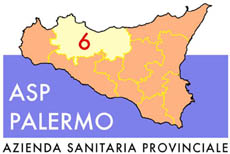 6
ASP
PALERMO
AZIENDA SANITARIA PROVINCIALE